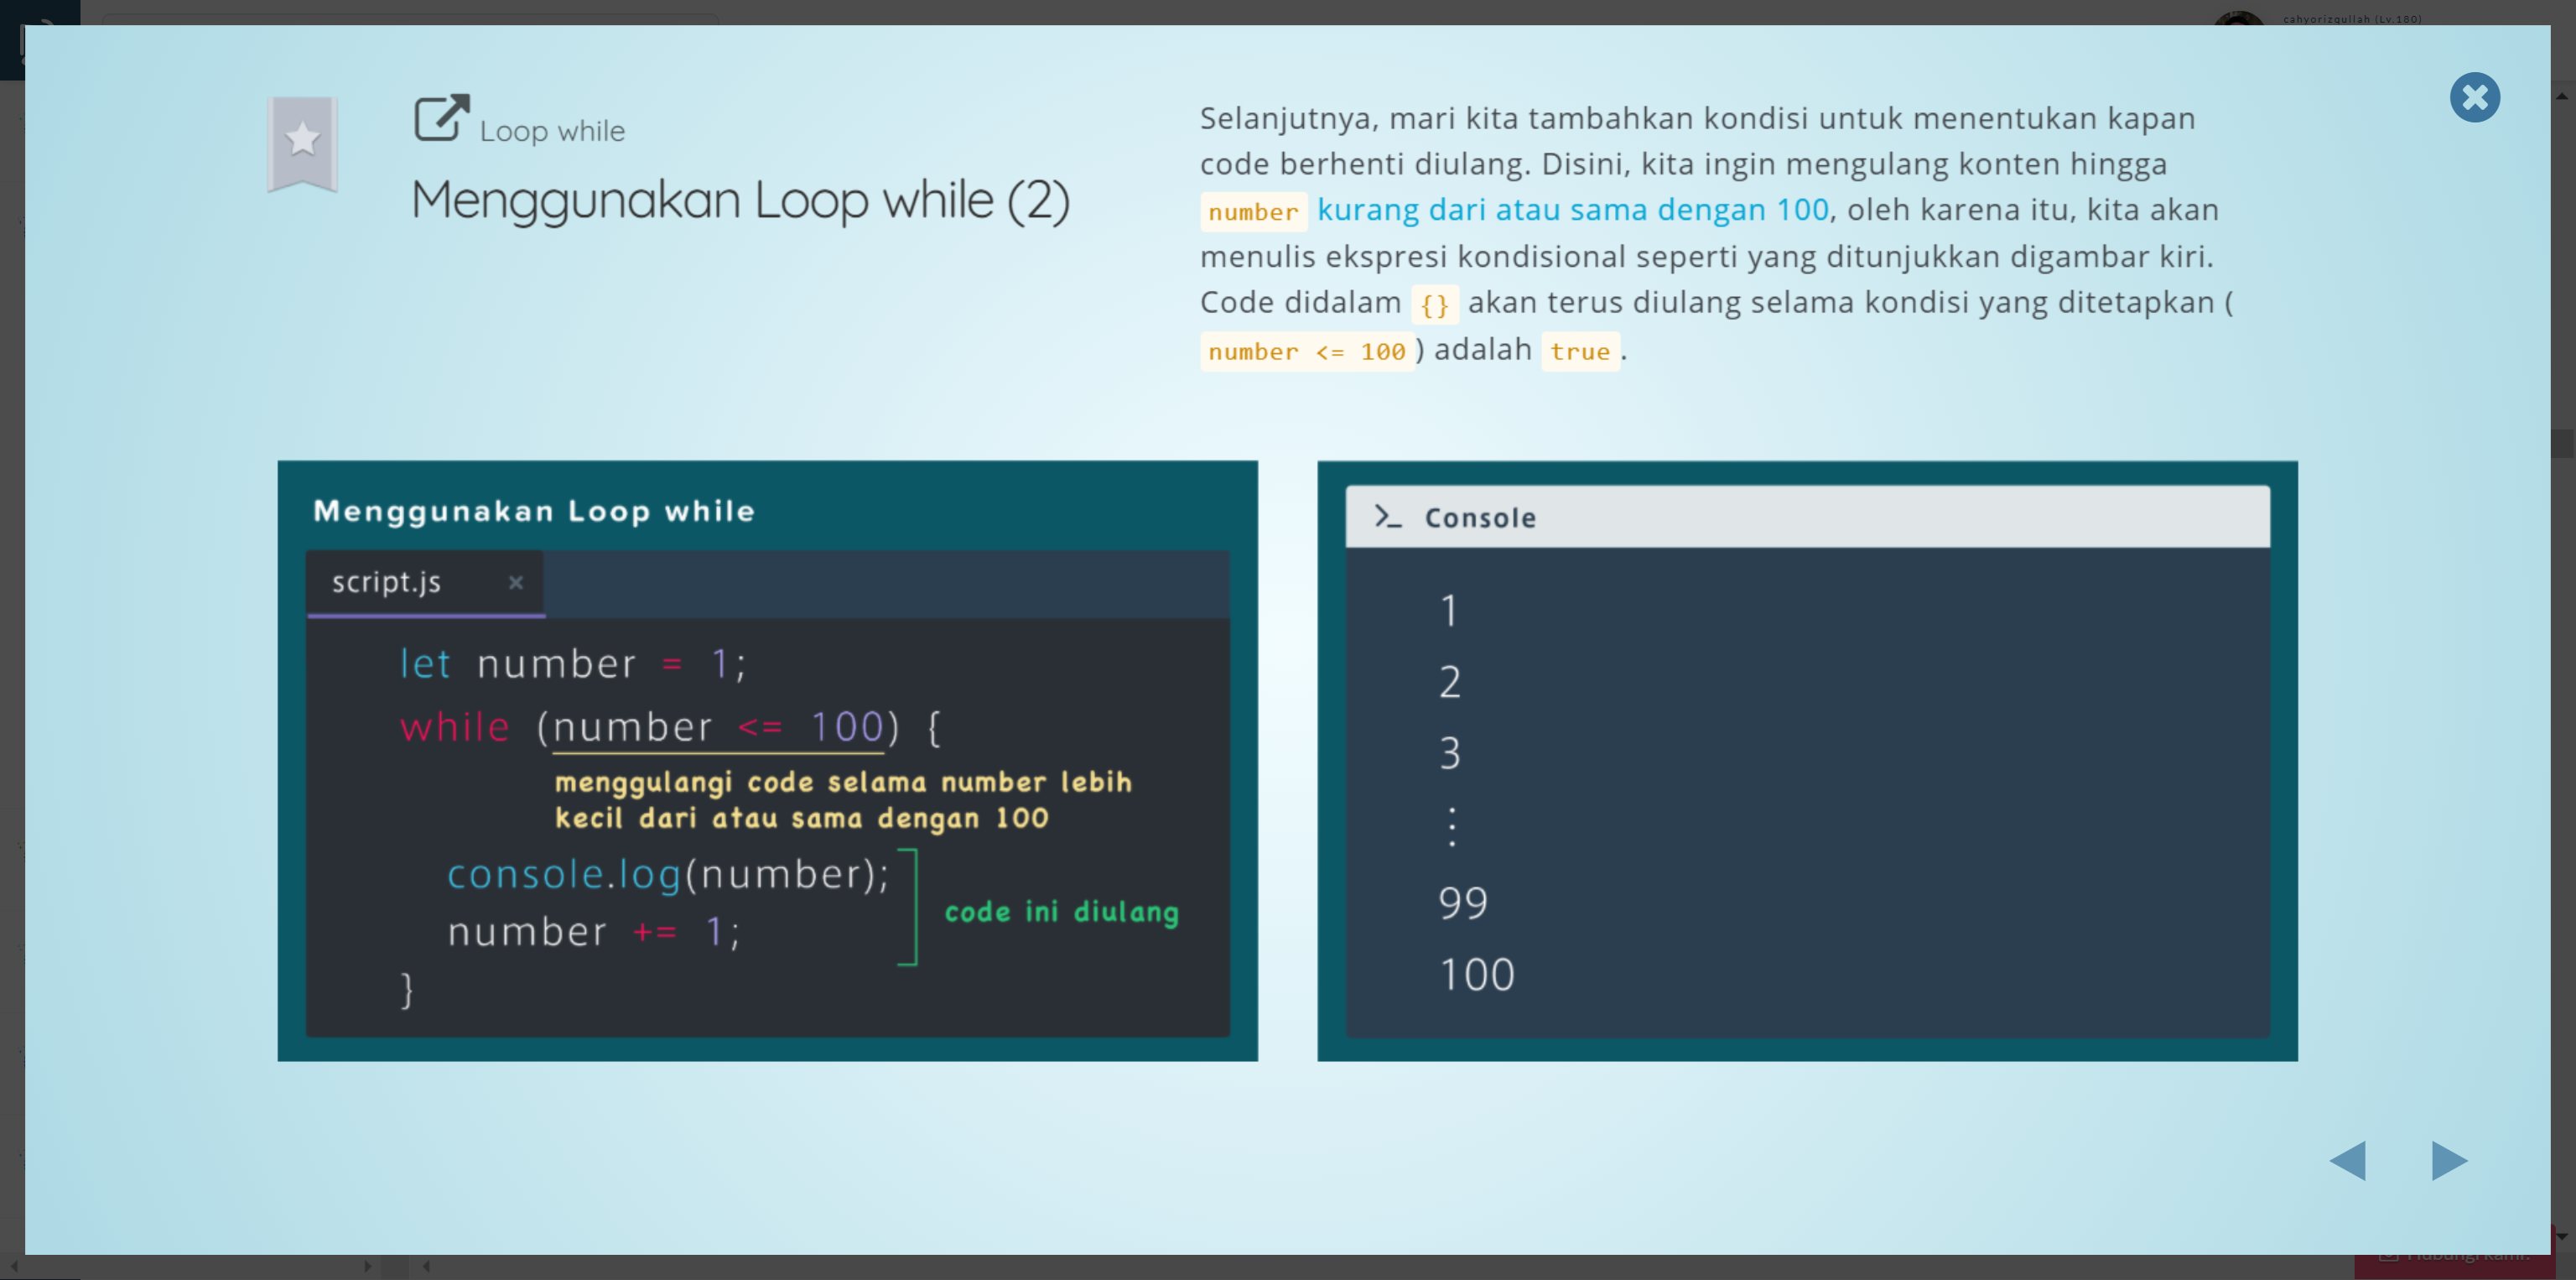 cahyorizqullah (Lv.180)
Loop while
Menggunakan Loop while (2)
Selanjutnya, mari kita tambahkan kondisi untuk menentukan kapan
code berhenti diulang. Disini, kita ingin mengulang konten hingga
number kurang dari atau sama dengan 100, oleh karena itu, kita akan
menulis ekspresi kondisional seperti yang ditunjukkan digambar kiri.
Code didalam {} akan terus diulang selama kondisi yang ditetapkan (
number <= 100 ) adalah true .
Menggunakan Loop while
script.js ×
let number = 1;
while (number <= 100) {
menggulangi code selama number lebih
kecil dari atau sama dengan 100
console.log(number);
number += 1;
code ini diulang
}
>_ Console
1
2
3
⋮
99
100
Hubungi kami